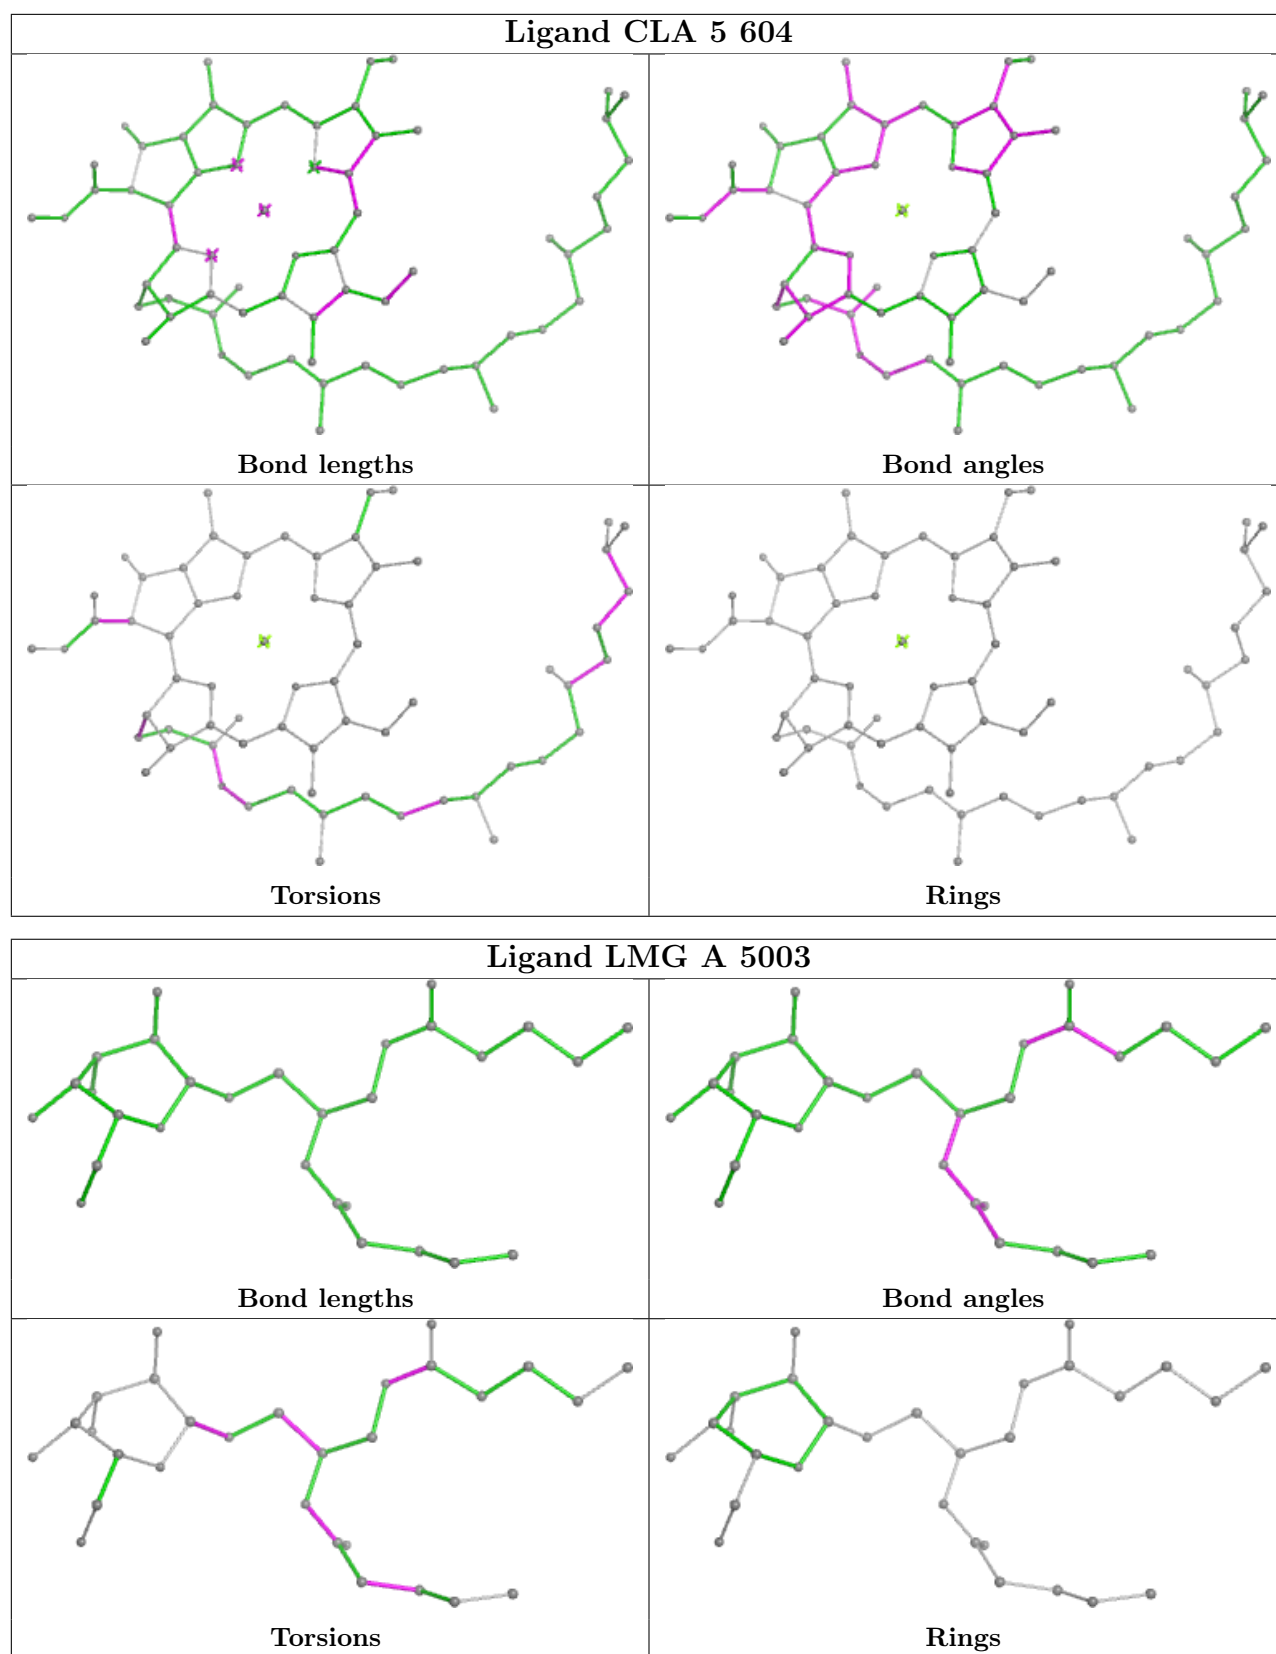 Ligand CLA 5 604
Bond lengths
Bond angles
Torsions
Rings
Ligand LMG A 5003
Bond lengths
Bond angles
Torsions
Rings